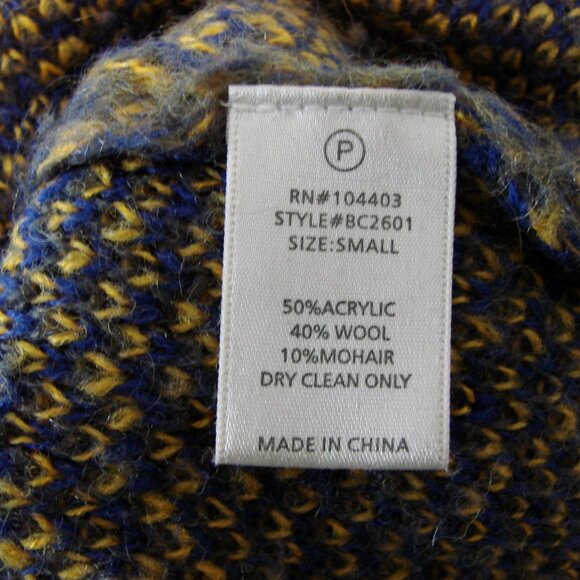 P
RN#104403
STYLE#BC2601
SIZE:SMALL
50%ACRYLIC
40% WOOL
10%MOHAIR
DRY CLEAN ONLY
MADE IN CHINA